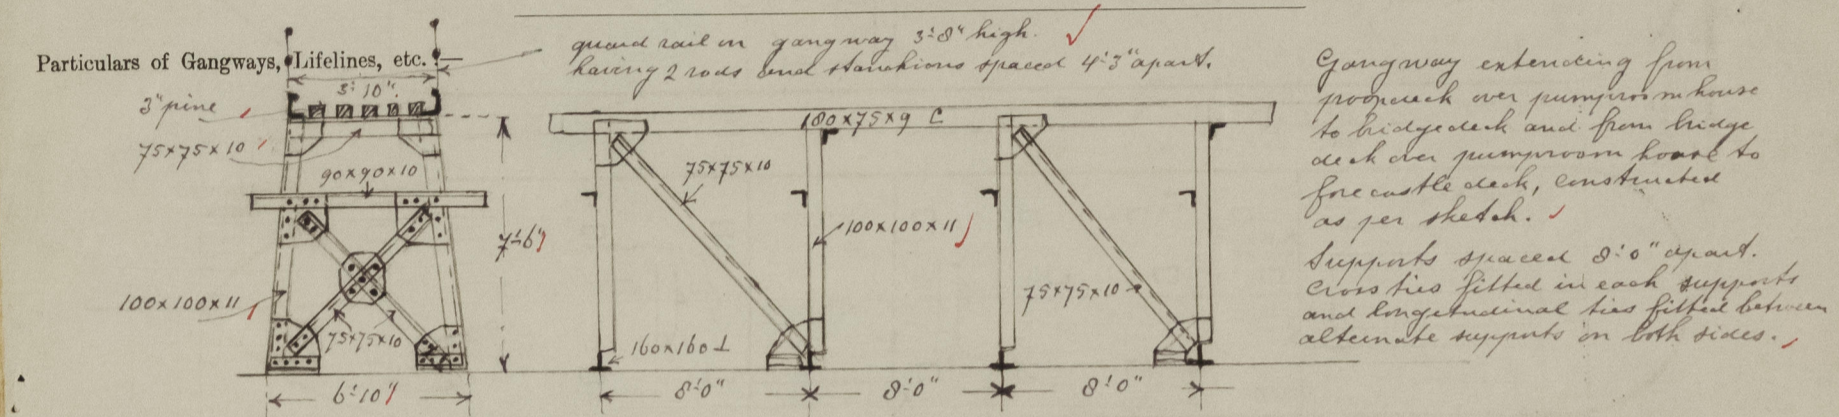 Particulars of Gangways, Lifelines, etc.
guard rail on gangway 3'-8" high.
having 2 rods and stanchions spaced 4'-3" apart.
3'-10"
3" pine
75×75×10
90×90×10
100×100×11
75×75×10
6'-10"
7'-6"
180×75×9 [
75×75×10
100×100×11
75×75×10
160×160⊥
8'-0"
8'-0"
8'-0"
Gangway extending from
poopdeck over pumproom house
to bridgedeck and from bridge
deck over pumproom house to
forecastle deck, constructed
as per sketch.
Supports spaced 8'-0" apart.
Cross ties fitted in each supports
and longetudinal ties fitted between
alternate supports on both sides.